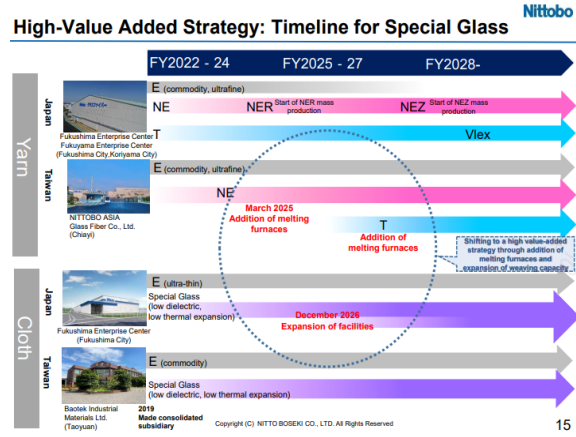 Nittobo
High-Value Added Strategy: Timeline for Special Glass
FY2022 - 24
FY2025 - 27
FY2028-
Yarn
Japan
E (commodity, ultrafine)
NE
NER
Start of NER mass
production
NEZ
Start of NEZ mass
production
T
Vlex
Fukushima Enterprise Center
Fukuyama Enterprise Center
(Fukushima City,Koriyama City)
Taiwan
E (commodity, ultrafine)
NE
March 2025
Addition of melting
furnaces
T
Addition of
melting furnaces
NITTOBO ASIA
Glass Fiber Co., Ltd.
(Chiayi)
Shifting to a high value-added
strategy through addition of
melting furnaces and
expansion of weaving capacity
Cloth
Japan
E (ultra-thin)
Special Glass
(low dielectric,
low thermal expansion)
December 2026
Expansion of facilities
Fukushima Enterprise Center
(Fukushima City)
Taiwan
E (commodity)
Special Glass
(low dielectric, low thermal expansion)
Baotek Industrial
Materials Ltd.
(Taoyuan)
2019
Made consolidated
subsidiary
Copyright (C) NITTO BOSEKI CO., LTD. All Rights Reserved
15